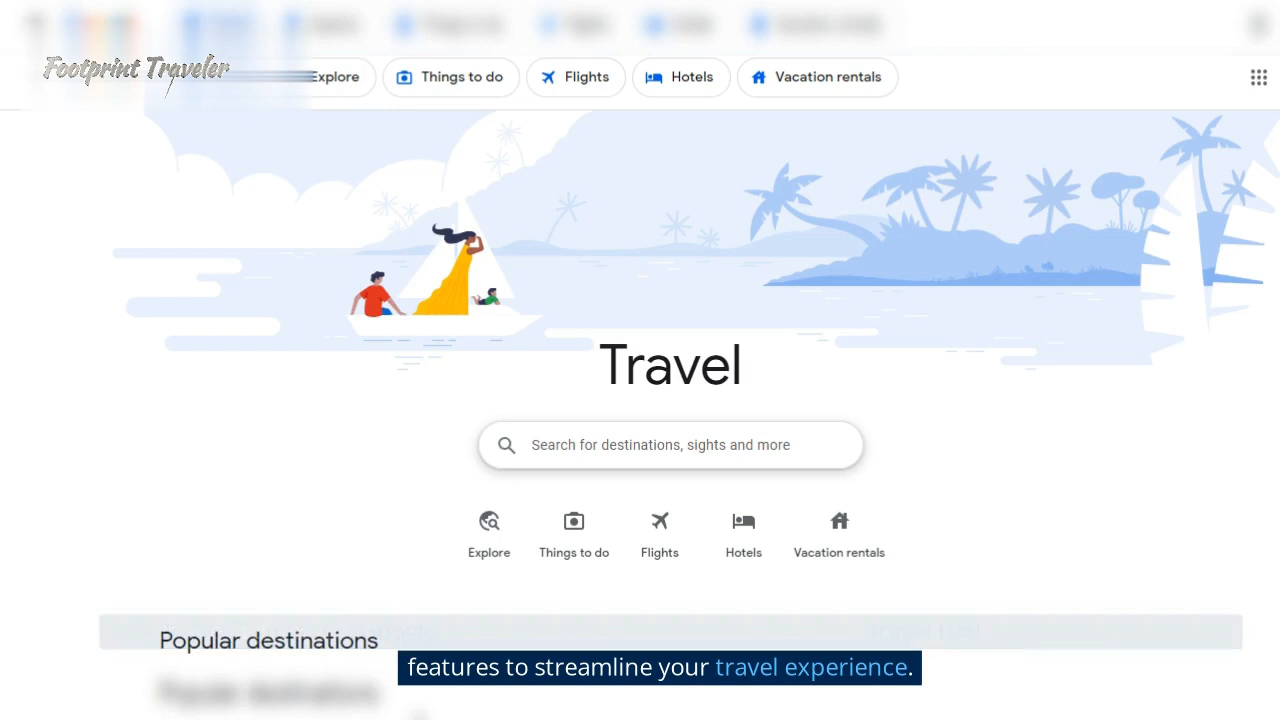 Footprint Traveler
Explore Things to do Flights Hotels Vacation rentals
Travel
Search for destinations, sights and more
Explore Things to do Flights Hotels Vacation rentals
Popular destinations
features to streamline your travel experience.